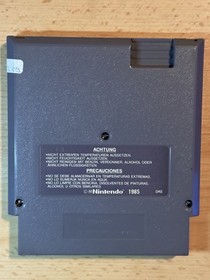 ACHTUNG
•NICHT EXTREMEN TEMPERATUREN AUSSETZEN.
•NICHT FEUCHTIGKEIT AUSSETZEN.
•NICHT REINIGEN MIT BENZIN, VERDÜNNER, ALKOHOL ODER
ÄHNLICHEN FLÜSSIGKEITEN.
PRECAUCIONES
•NO SE DEBE ALMACENAR EN TEMPERATURAS EXTREMAS.
•NO LO SUMERJA NUNCA EN AGUA.
•NO LO LIMPIE CON BENCINA, DISOLVENTES DE PINTURAS,
ALCOHOL U OTROS SIMILARES.
© Nintendo 1985